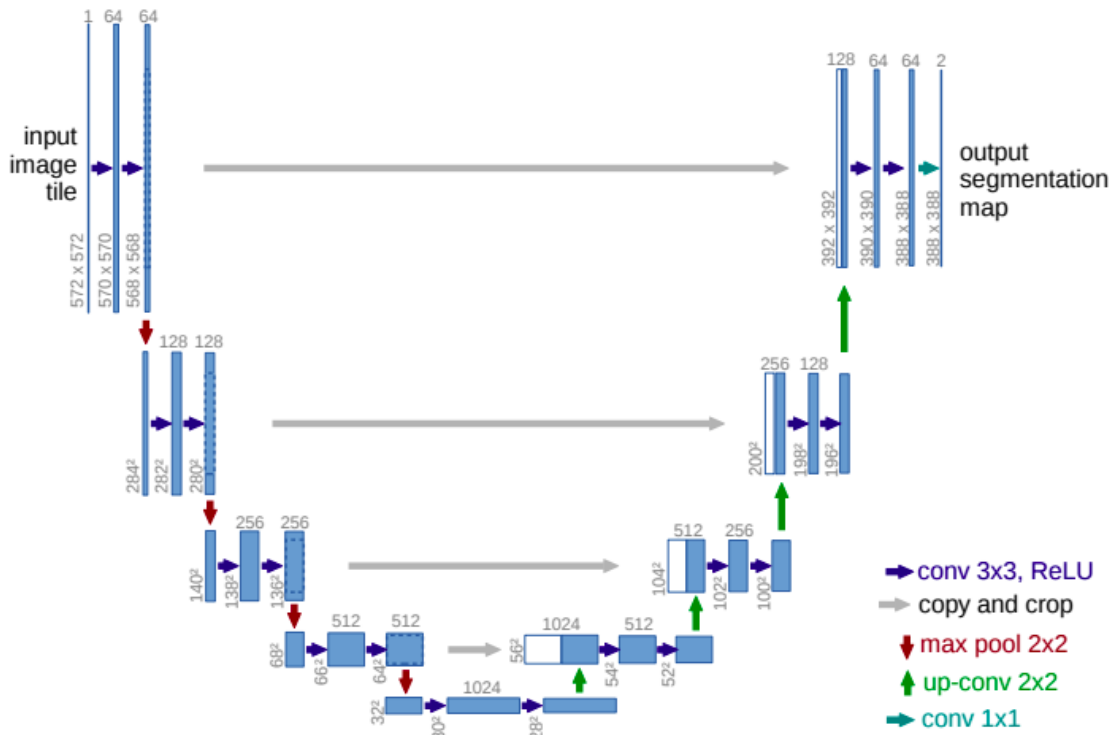 1 64 64
input
image
tile
572 x 572
570 x 570
568 x 568
128 64 64 2
392 x 392
390 x 390
388 x 388
388 x 388
output
segmentation
map
128 128
284²
282²
280²
256 128
200²
198²
196²
256 256
140²
138²
136²
512 256
104²
102²
100²
512 512
68²
66²
64²
1024 512
56²
54²
52²
1024
32²
30²
28²
conv 3x3, ReLU
copy and crop
max pool 2x2
up-conv 2x2
conv 1x1